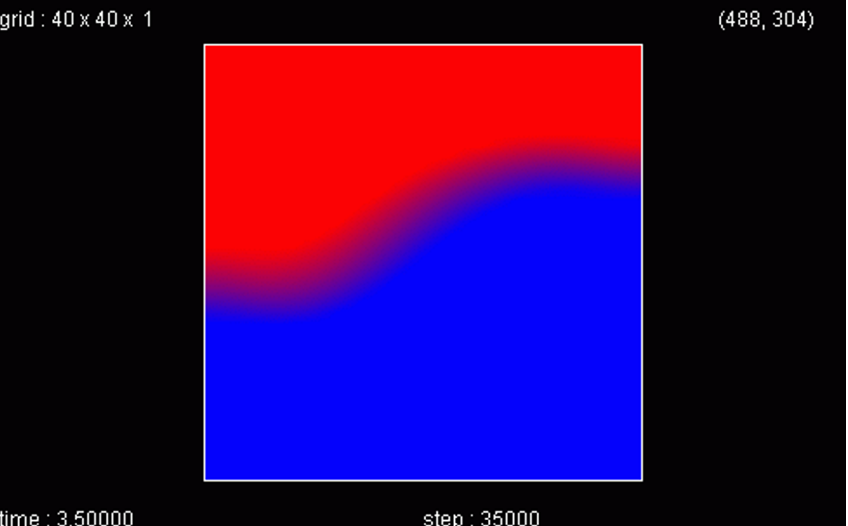 grid : 40 x 40 x 1
(488, 304)
time : 3.50000
step : 35000